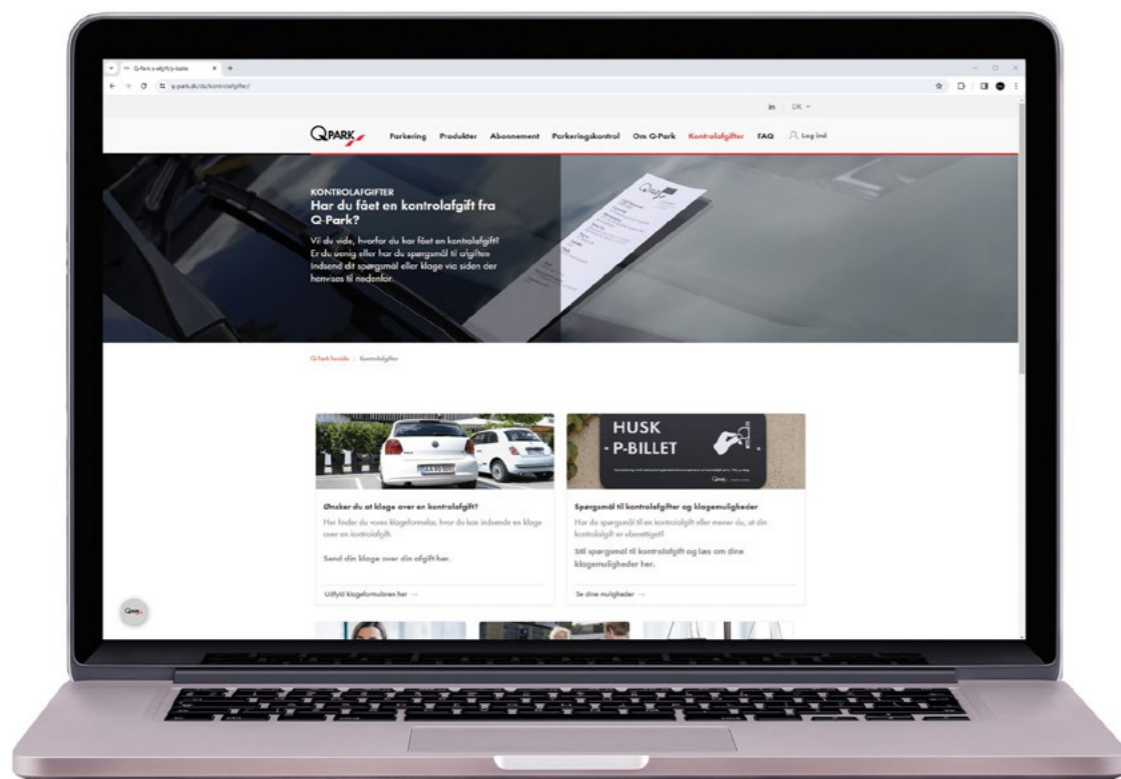 Q-Park p-afgift/p-bøde
q-park.dk/da/kontrolafgifter/
in DK
QPARK Parkering Produkter Abonnement Parkeringskontrol Om Q-Park Kontrolafgifter FAQ Log ind
KONTROLAFGIFTER
Har du fået en kontrolafgift fra
Q-Park?
Vil du vide, hvorfor du har fået en kontrolafgift?
Er du uenig eller har du spørgsmål til afgiften
Indsend dit spørgsmål eller klage via siden der
henvises til nedenfor.
Q-Park forside / Kontrolafgifter
HUSK
P-BILLET
Ønsker du at klage over en kontrolafgift?
Her finder du vores klageformular, hvor du kan indsende en klage
over en kontrolafgift.
Send din klage over din afgift her.
Udfyld klageformularen her →
Spørgsmål til kontrolafgifter og klagemuligheder
Har du spørgsmål til en kontrolafgift eller mener du, at din
kontrolafgift er uberettiget?
Stil spørgsmål til kontrolafgift og læs om dine
klagemuligheder her.
Se dine muligheder →